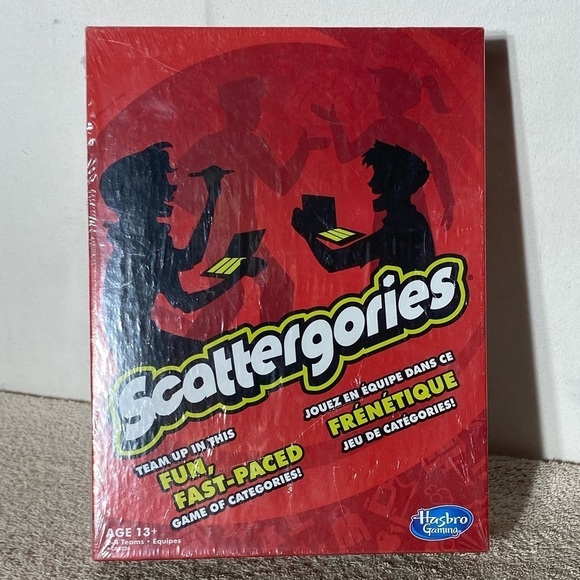 Scattergories
TEAM UP IN THIS
FUN,
FAST-PACED
GAME OF CATEGORIES!
JOUEZ EN ÉQUIPE DANS CE
FRÉNÉTIQUE
JEU DE CATÉGORIES!
AGE 13+
Teams • Equipes
Hasbro
Gaming